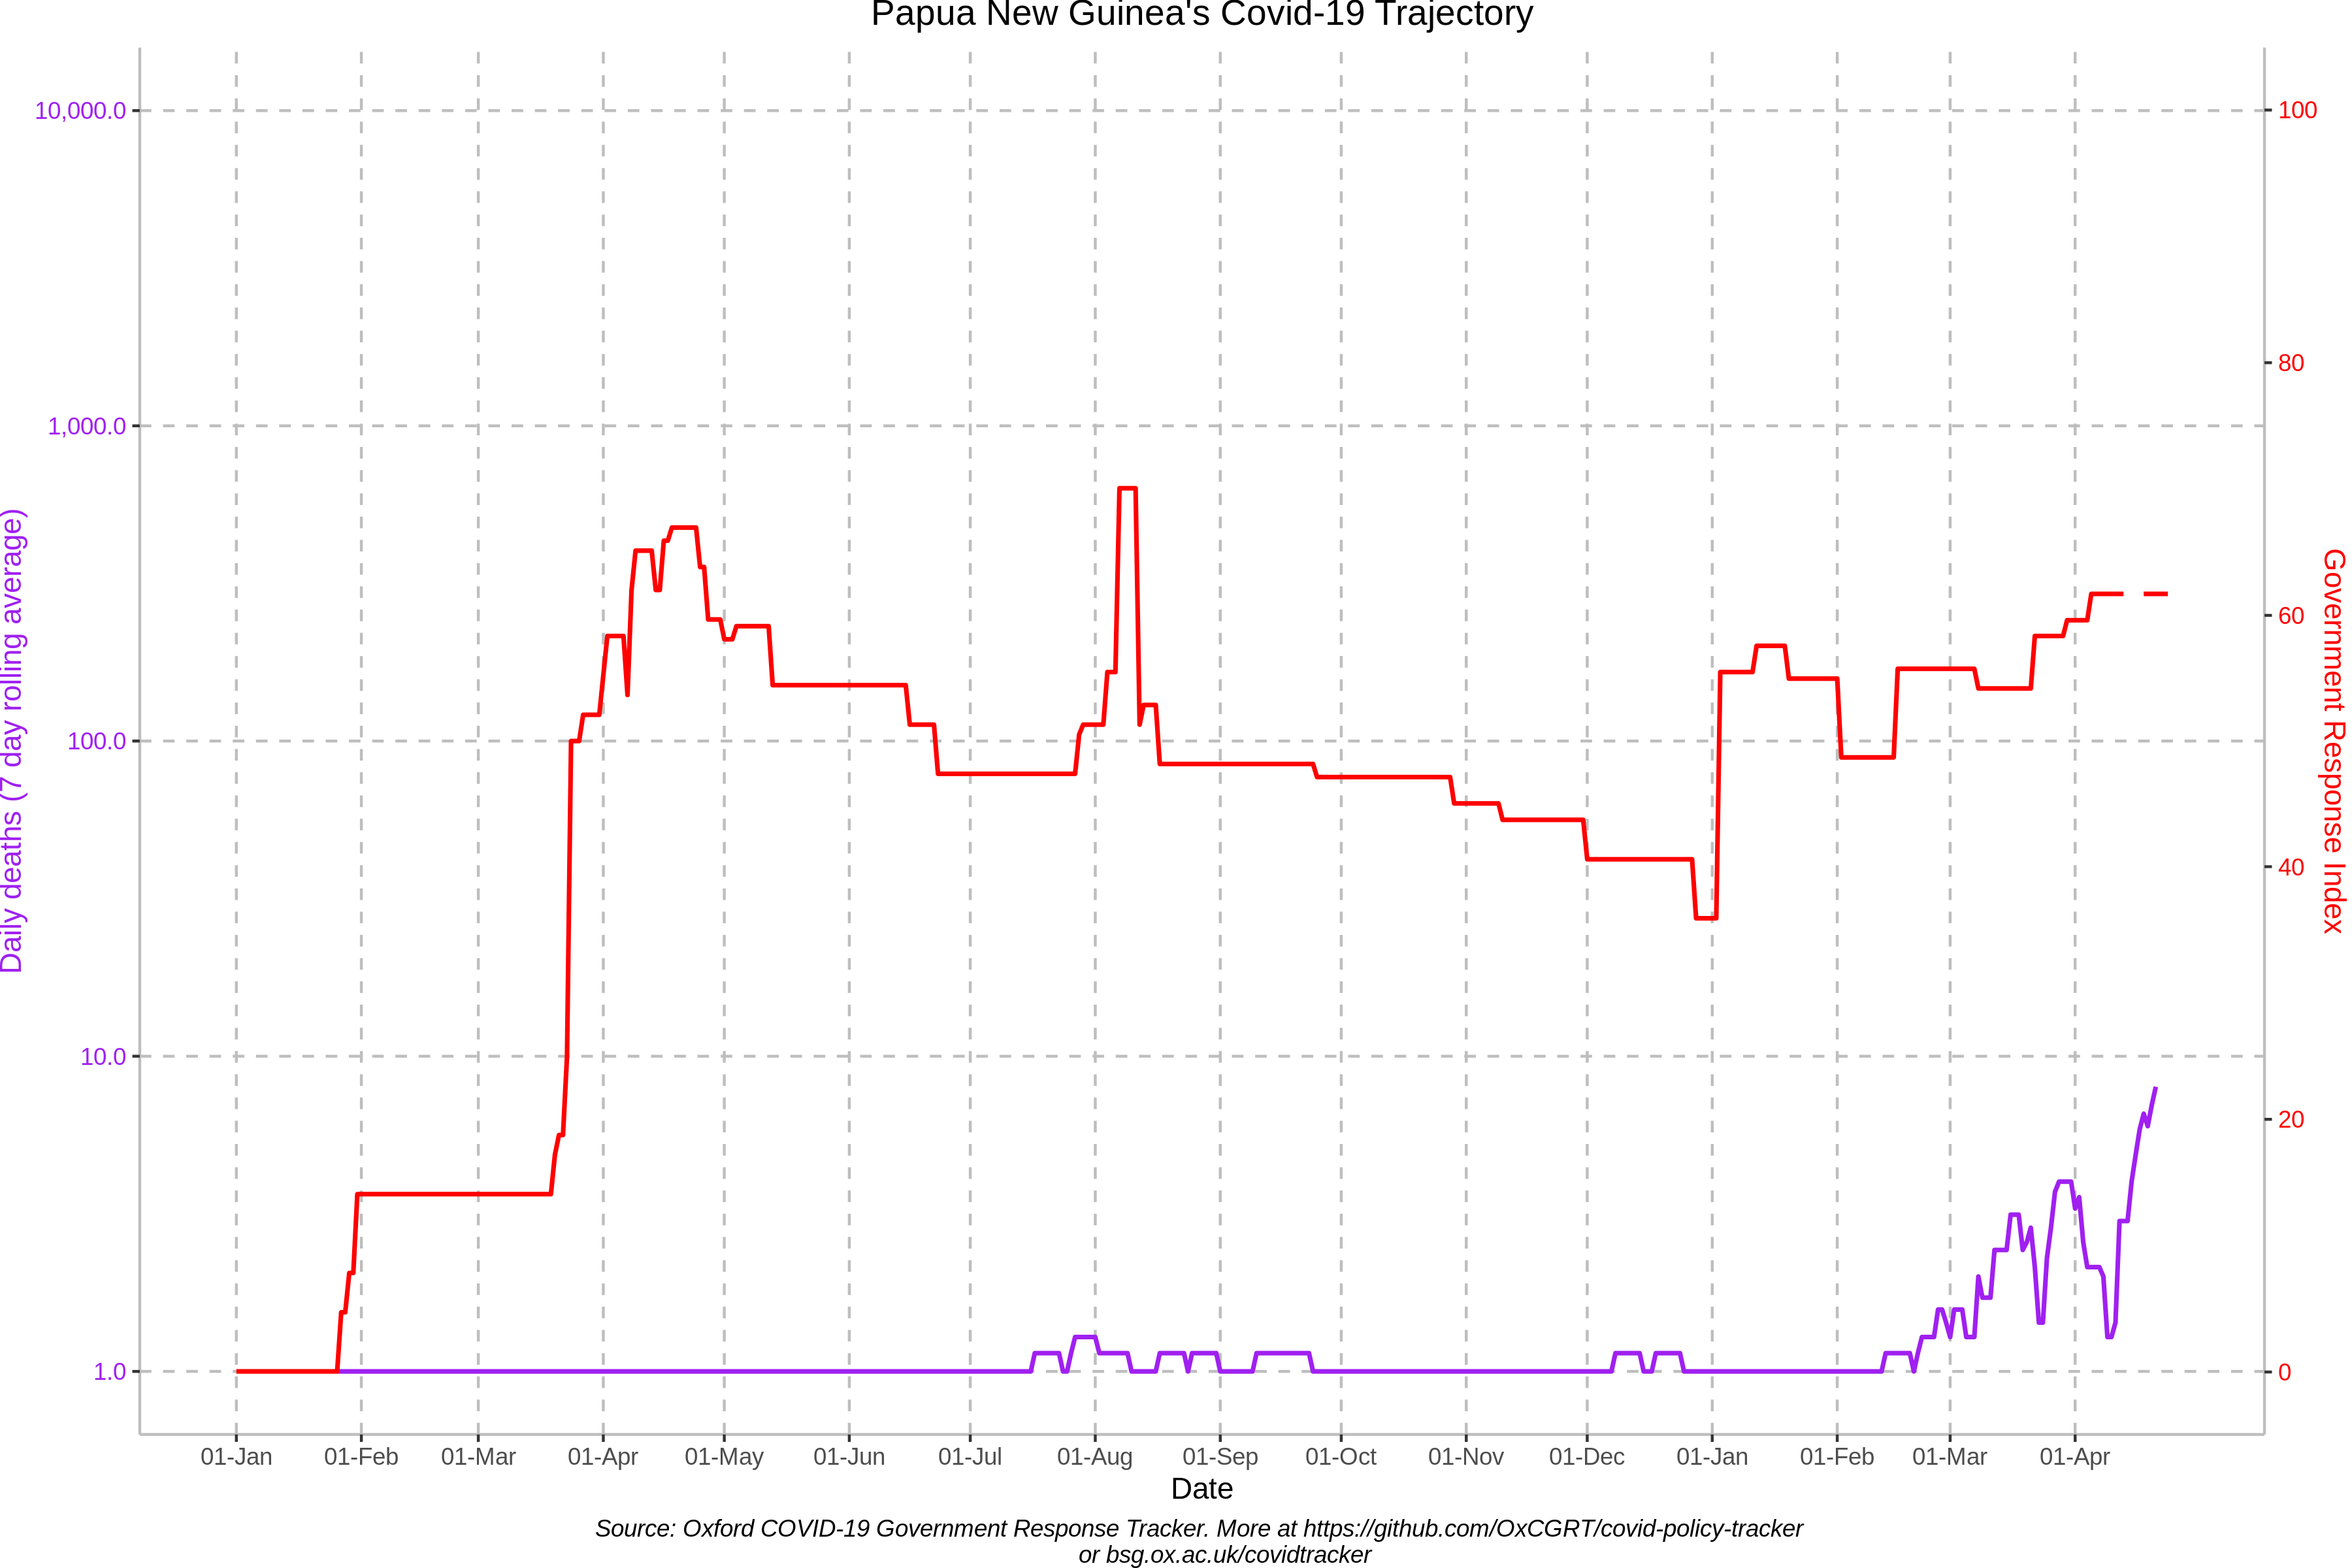 Papua New Guinea's Covid-19 Trajectory
10,000.0
1,000.0
100.0
10.0
1.0
Daily deaths (7 day rolling average)
100
80
60
40
20
0
Government Response Index
01-Jan 01-Feb 01-Mar 01-Apr 01-May 01-Jun 01-Jul 01-Aug 01-Sep 01-Oct 01-Nov 01-Dec 01-Jan 01-Feb 01-Mar 01-Apr
Date
Source: Oxford COVID-19 Government Response Tracker. More at https://github.com/OxCGRT/covid-policy-tracker
or bsg.ox.ac.uk/covidtracker